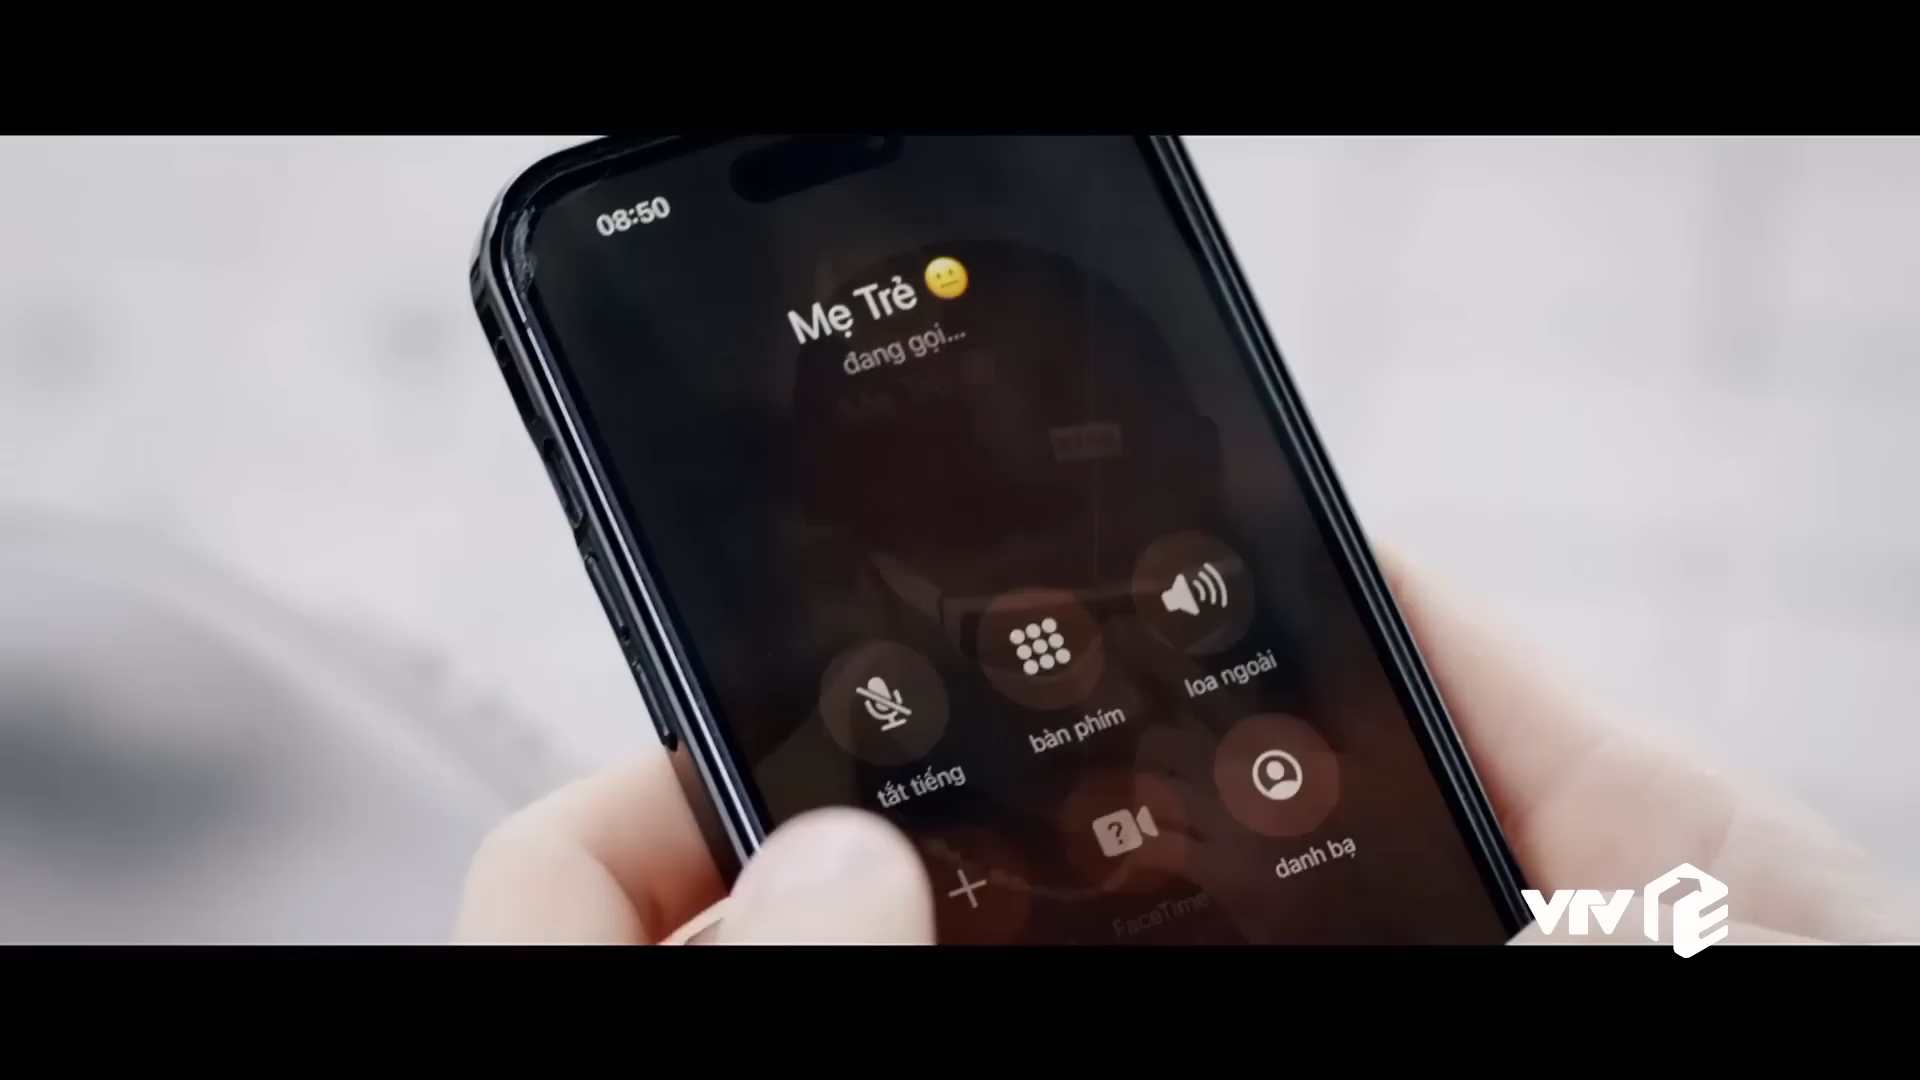 08:50
Mẹ Trẻ 😐
đang gọi...
tắt tiếng
bàn phím
loa ngoài
FaceTime
danh bạ
VTV